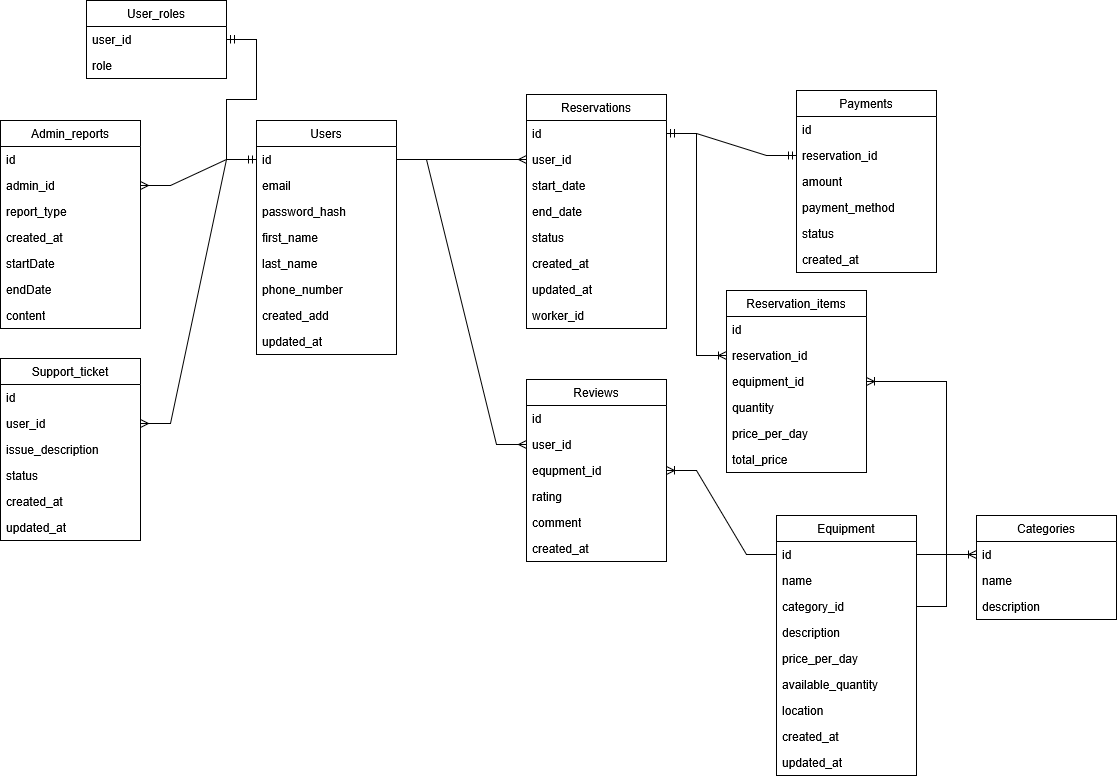 User_roles
user_id
role
Admin_reports
id
admin_id
report_type
created_at
startDate
endDate
content
Support_ticket
id
user_id
issue_description
status
created_at
updated_at
Users
id
email
password_hash
first_name
last_name
phone_number
created_add
updated_at
Reservations
id
user_id
start_date
end_date
status
created_at
updated_at
worker_id
Reviews
id
user_id
equpment_id
rating
comment
created_at
Payments
id
reservation_id
amount
payment_method
status
created_at
Reservation_items
id
reservation_id
equipment_id
quantity
price_per_day
total_price
Equipment
id
name
category_id
description
price_per_day
available_quantity
location
created_at
updated_at
Categories
id
name
description